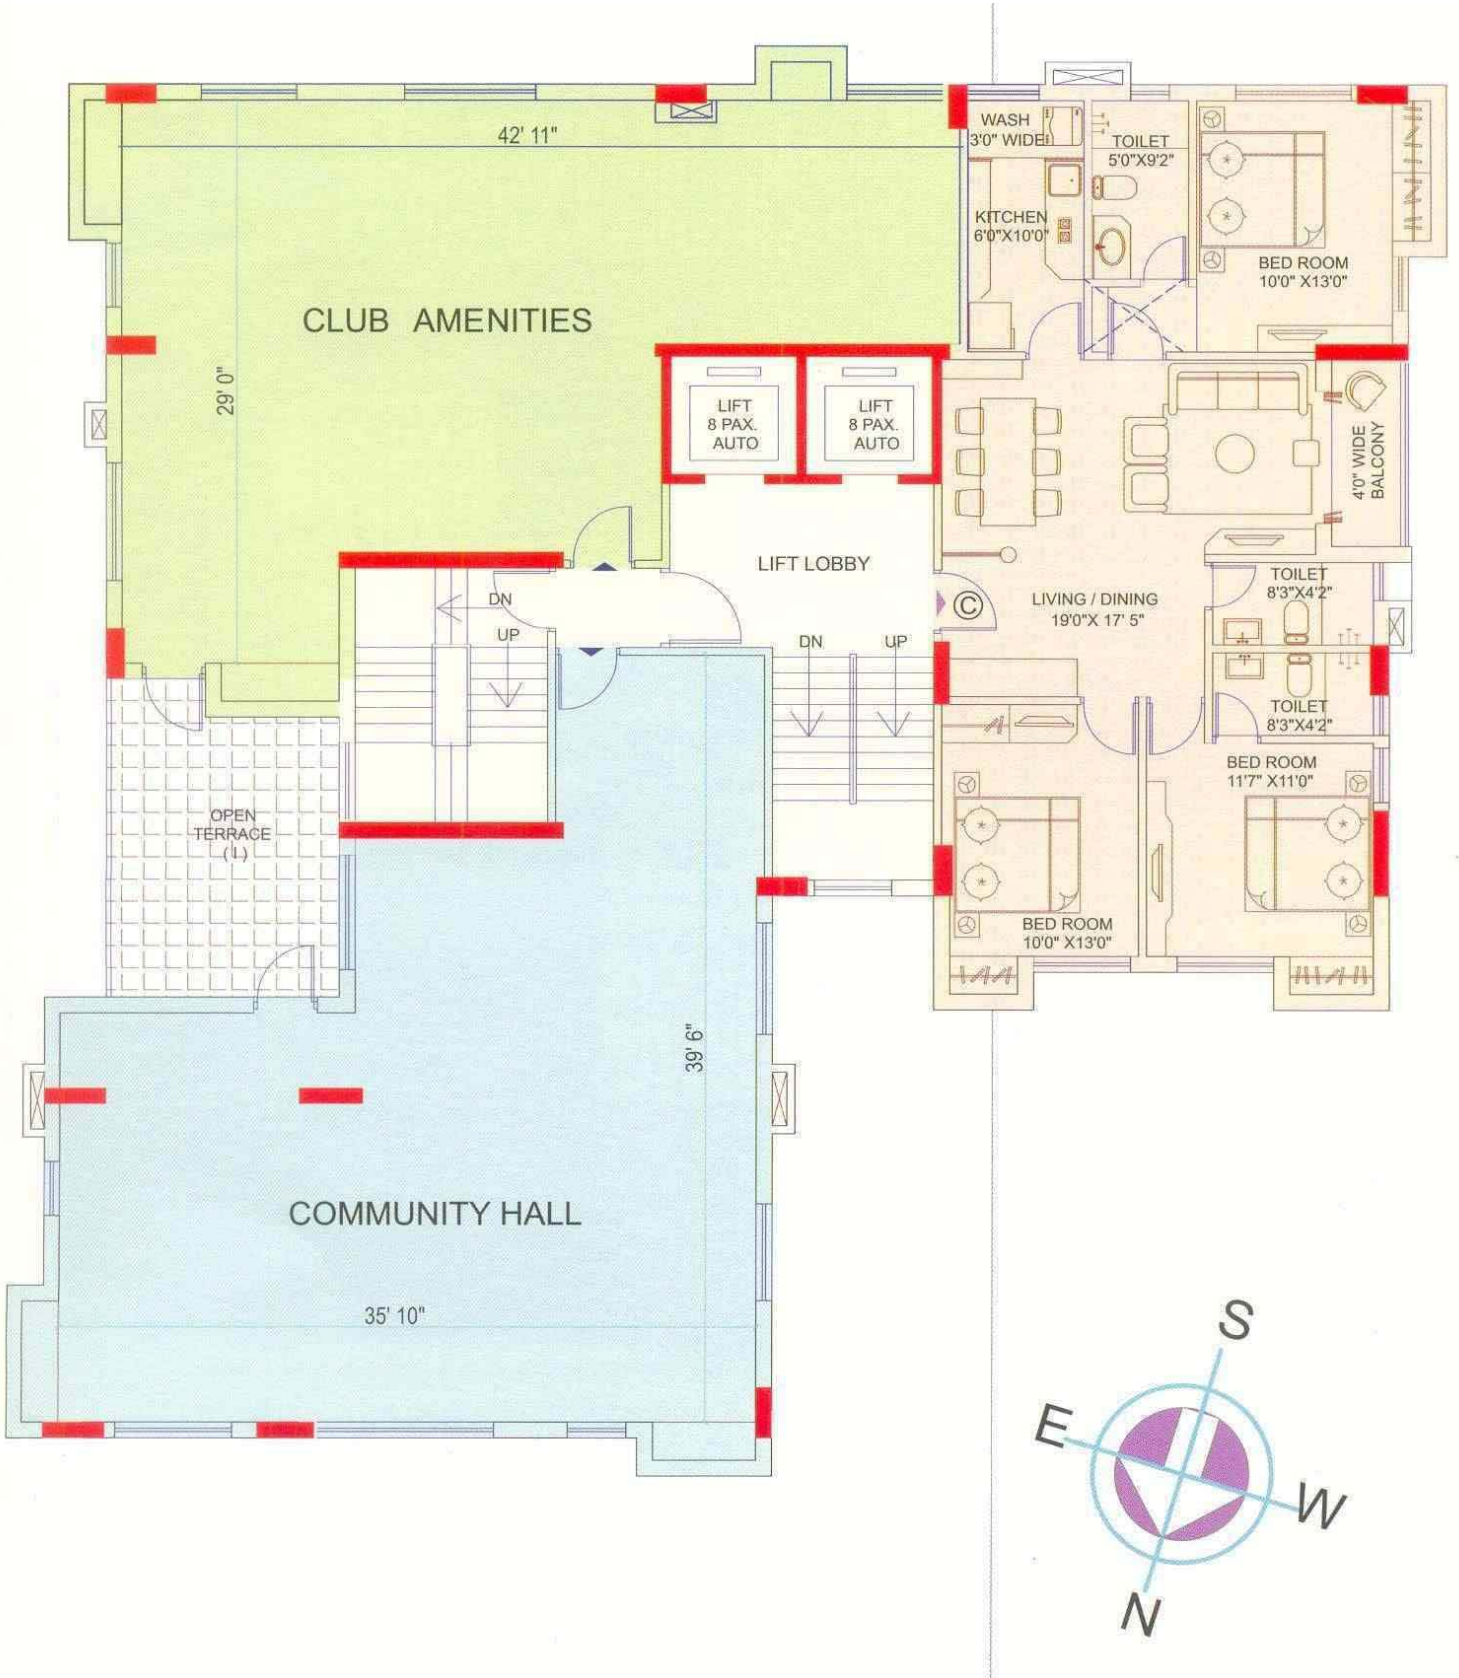 42' 11"
WASH
3'0" WIDE
TOILET
5'0"X9'2"
KITCHEN
6'0"X10'0"
BED ROOM
10'0" X13'0"
CLUB AMENITIES
29' 0"
LIFT
8 PAX.
AUTO
LIFT
8 PAX.
AUTO
4'0" WIDE
BALCONY
LIFT LOBBY
DN
UP
C
LIVING / DINING
19'0"X 17' 5"
TOILET
8'3"X4'2"
DN
UP
TOILET
8'3"X4'2"
BED ROOM
11'7" X11'0"
OPEN
TERRACE
( I )
BED ROOM
10'0" X13'0"
39' 6"
COMMUNITY HALL
35' 10"
S
E
W
N